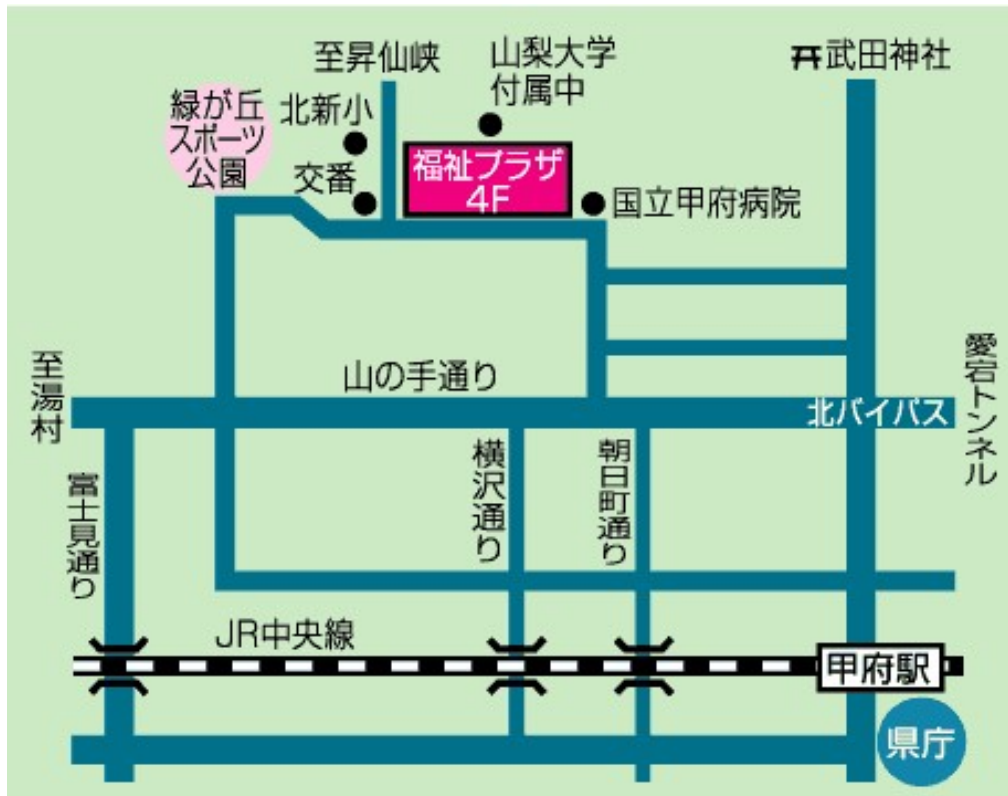 至昇仙峡
山梨大学
付属中
武田神社
緑が丘
スポーツ
公園
北新小
交番
福祉プラザ
4F
国立甲府病院
至湯村
山の手通り
北バイパス
愛宕トンネル
富士見通り
横沢通り
朝日町通り
JR中央線
甲府駅
県庁